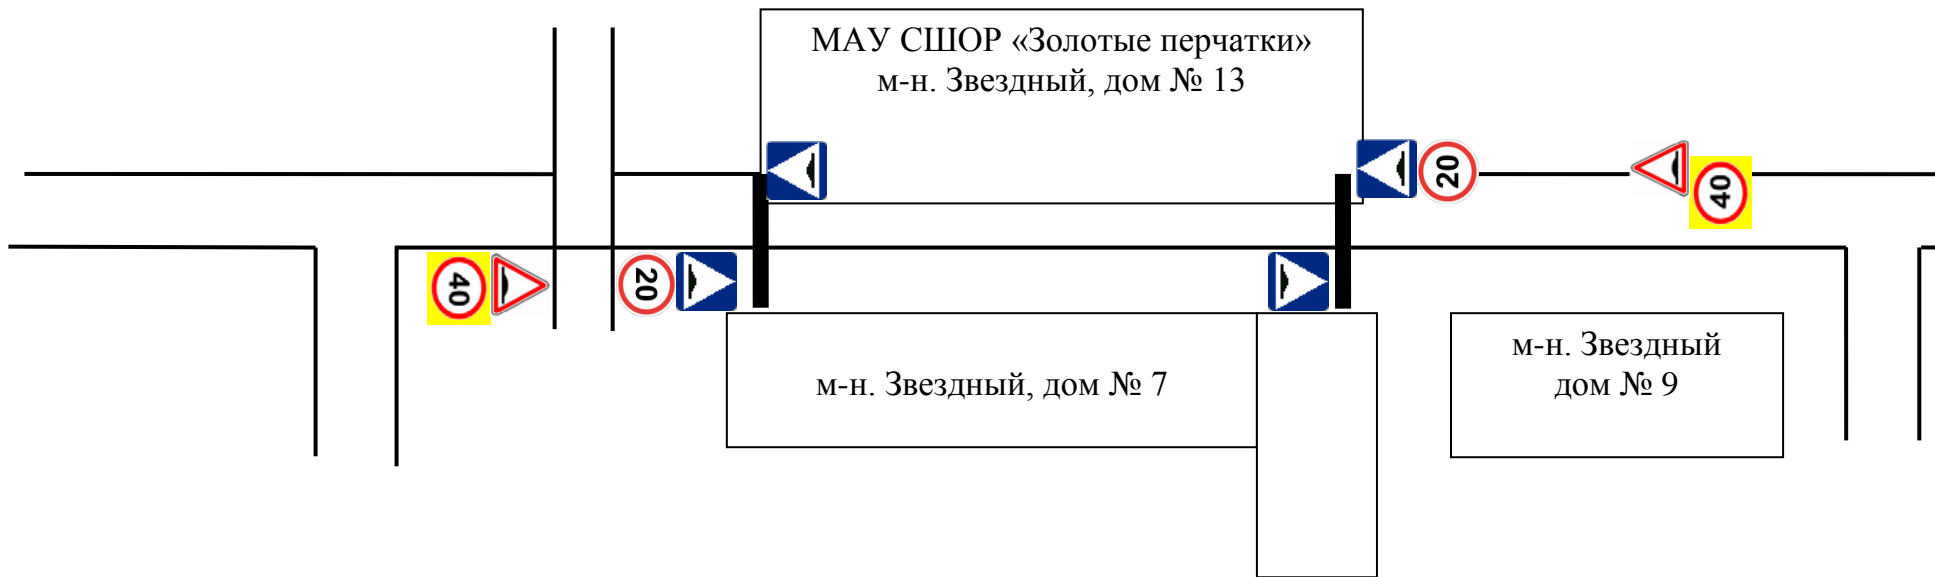 МАУ СШОР «Золотые перчатки»
м-н. Звездный, дом № 13
20
40
40
20
м-н. Звездный, дом № 7
м-н. Звездный
дом № 9